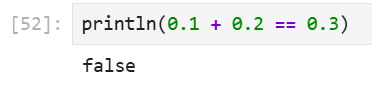 [52]: println(0.1 + 0.2 == 0.3)
false